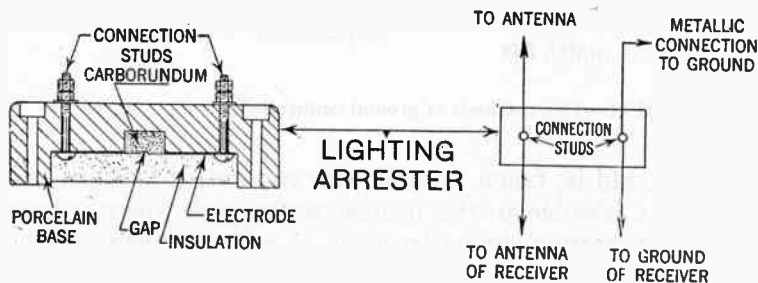 CONNECTION
STUDS
CARBORUNDUM
PORCELAIN
BASE
GAP
INSULATION
ELECTRODE
LIGHTING
ARRESTER
TO ANTENNA
METALLIC
CONNECTION
TO GROUND
CONNECTION
STUDS
TO ANTENNA
OF RECEIVER
TO GROUND
OF RECEIVER